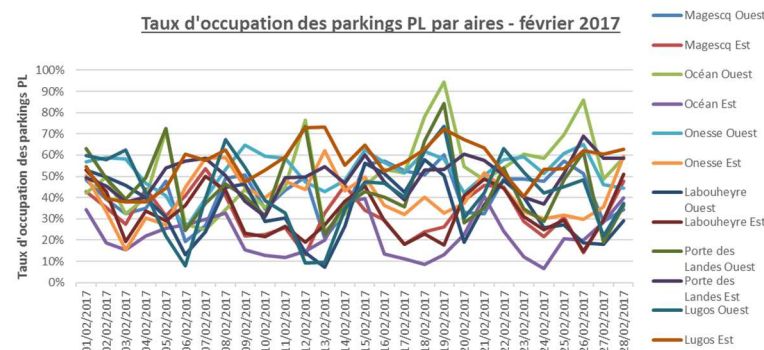 Taux d'occupation des parkings PL par aires - février 2017
Taux d'occupation des parkings PL
100%
90%
80%
70%
60%
50%
40%
30%
20%
10%
0%
01/02/2017
02/02/2017
03/02/2017
04/02/2017
05/02/2017
06/02/2017
07/02/2017
08/02/2017
09/02/2017
10/02/2017
11/02/2017
12/02/2017
13/02/2017
14/02/2017
15/02/2017
16/02/2017
17/02/2017
18/02/2017
19/02/2017
20/02/2017
21/02/2017
22/02/2017
23/02/2017
24/02/2017
25/02/2017
26/02/2017
27/02/2017
28/02/2017
Magescq Ouest
Magescq Est
Océan Ouest
Océan Est
Onesse Ouest
Onesse Est
Labouheyre
Ouest
Labouheyre Est
Porte des
Landes Ouest
Porte des
Landes Est
Lugos Ouest
Lugos Est